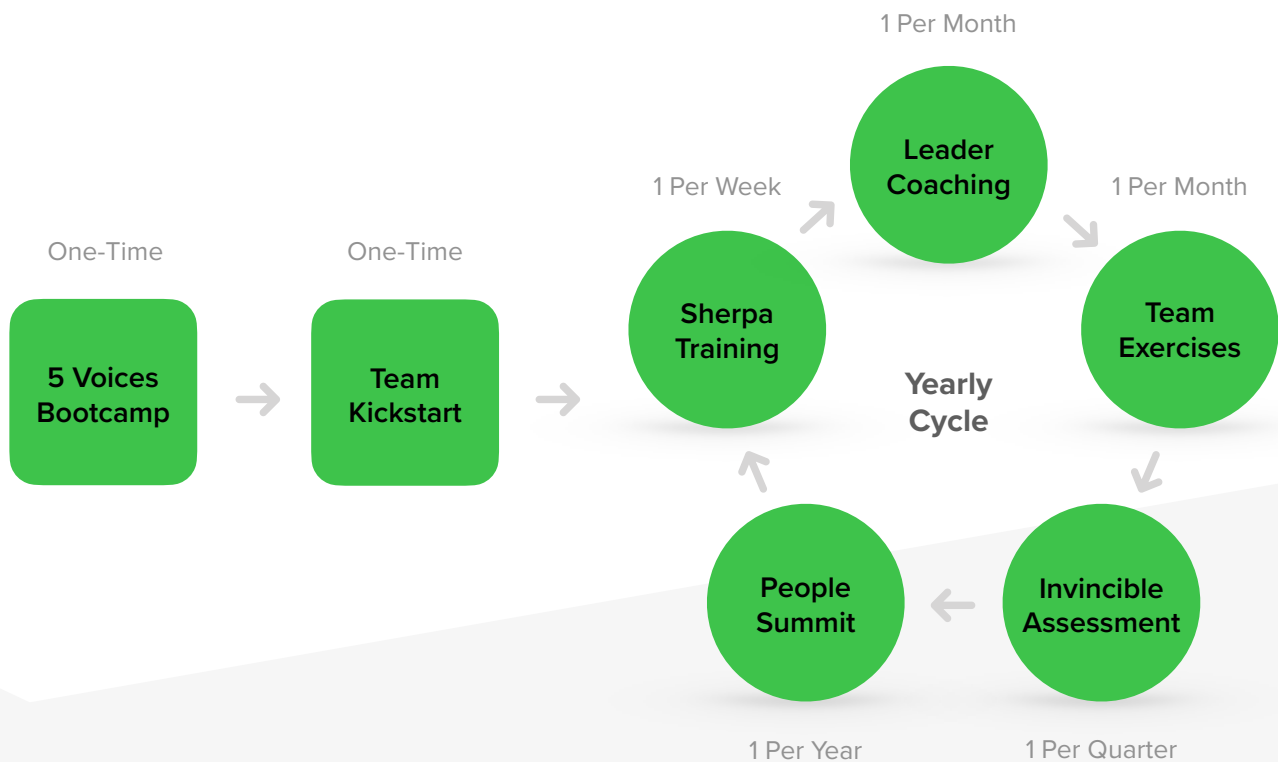 One-Time
5 Voices
Bootcamp
One-Time
Team
Kickstart
1 Per Week
Sherpa
Training
1 Per Month
Leader
Coaching
1 Per Month
Team
Exercises
Yearly
Cycle
Invincible
Assessment
1 Per Quarter
People
Summit
1 Per Year